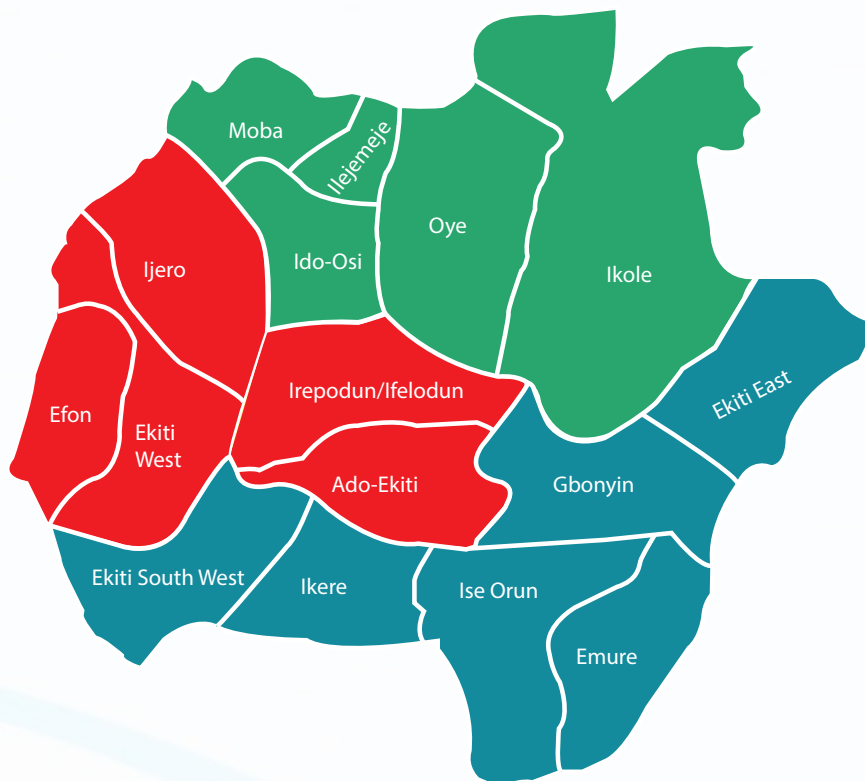 Moba
Ilejemeje
Oye
Ido-Osi
Ijero
Ikole
Ekiti East
Irepodun/Ifelodun
Efon
Ekiti
West
Ado-Ekiti
Gbonyin
Ekiti South West
Ikere
Ise Orun
Emure